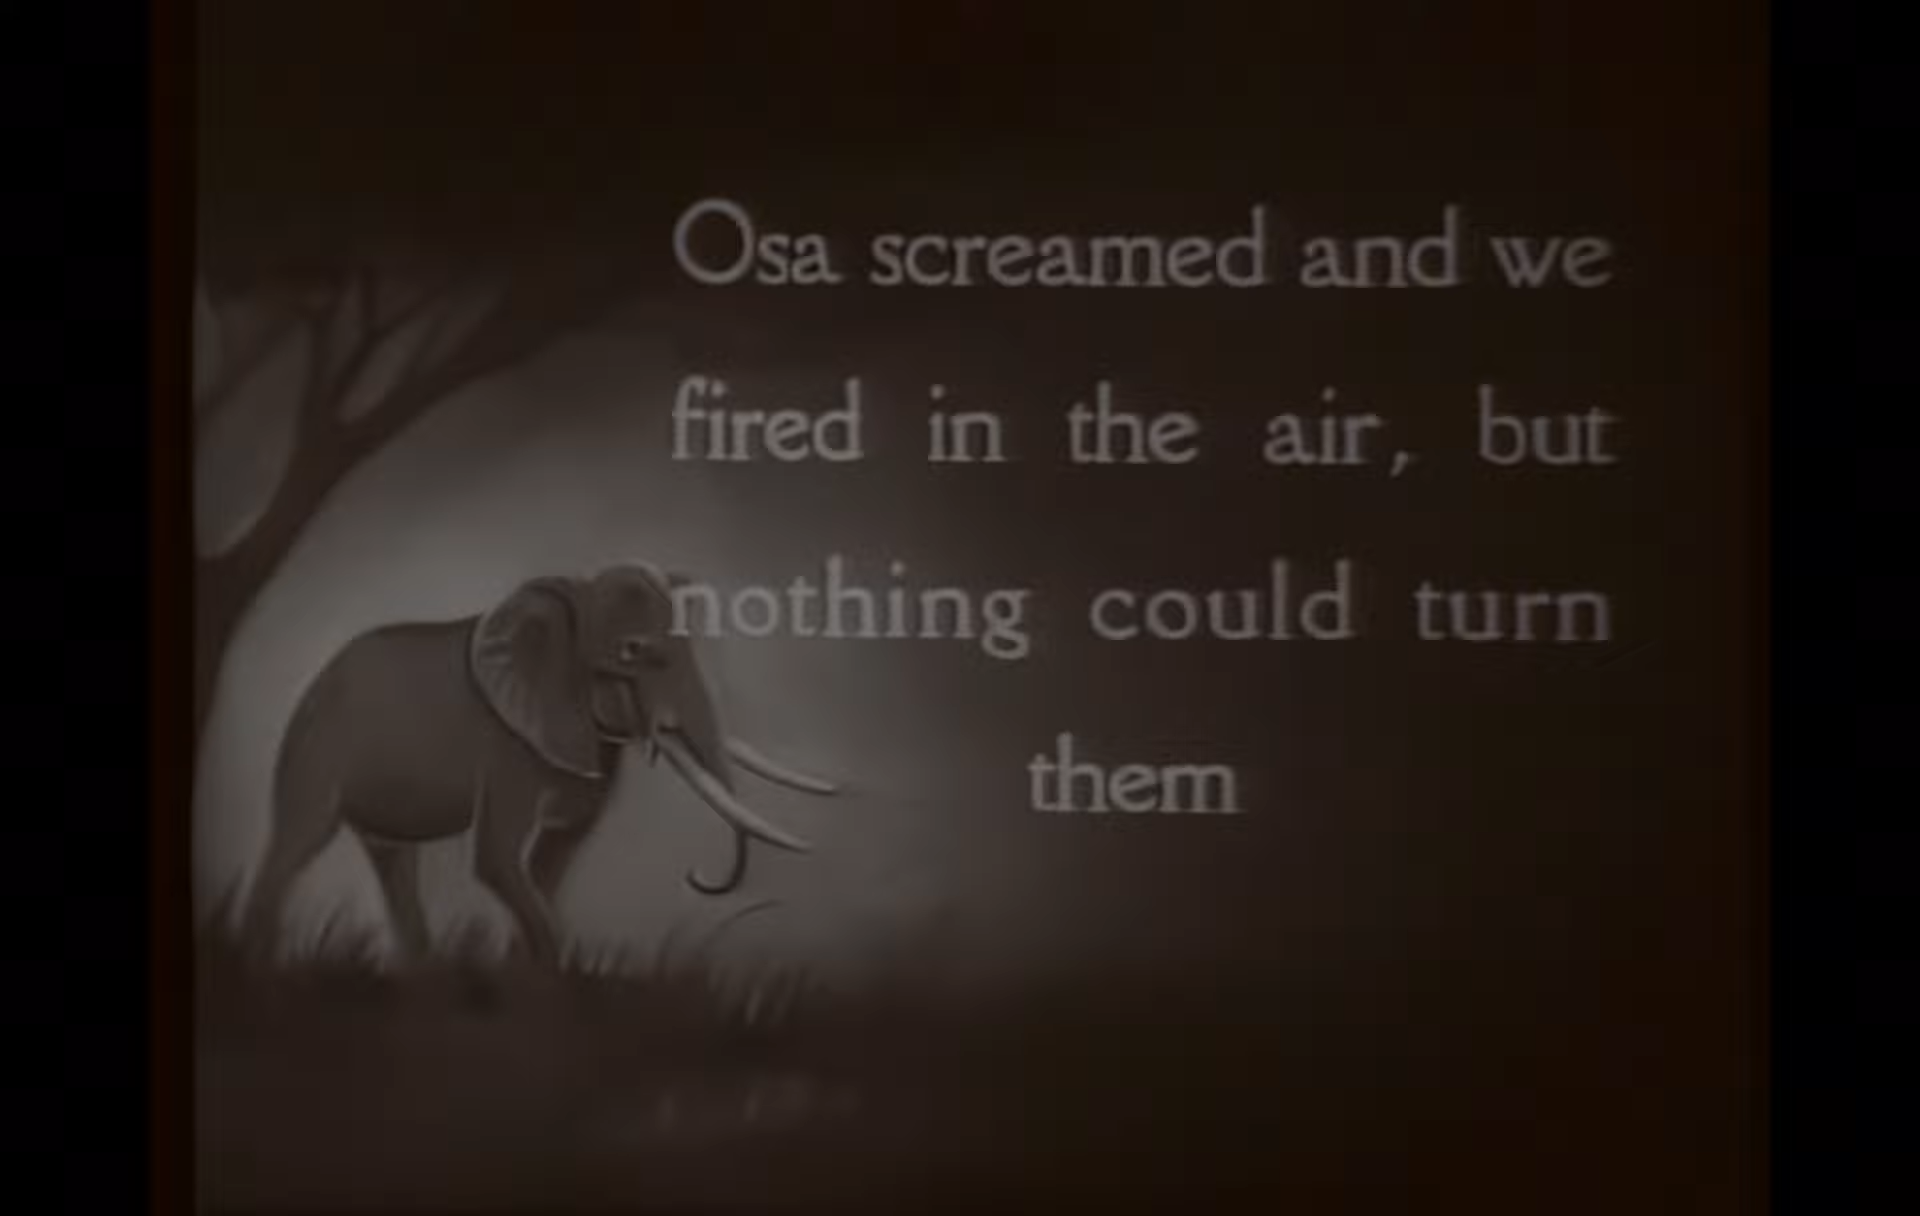 Osa screamed and we
fired in the air, but
nothing could turn
them